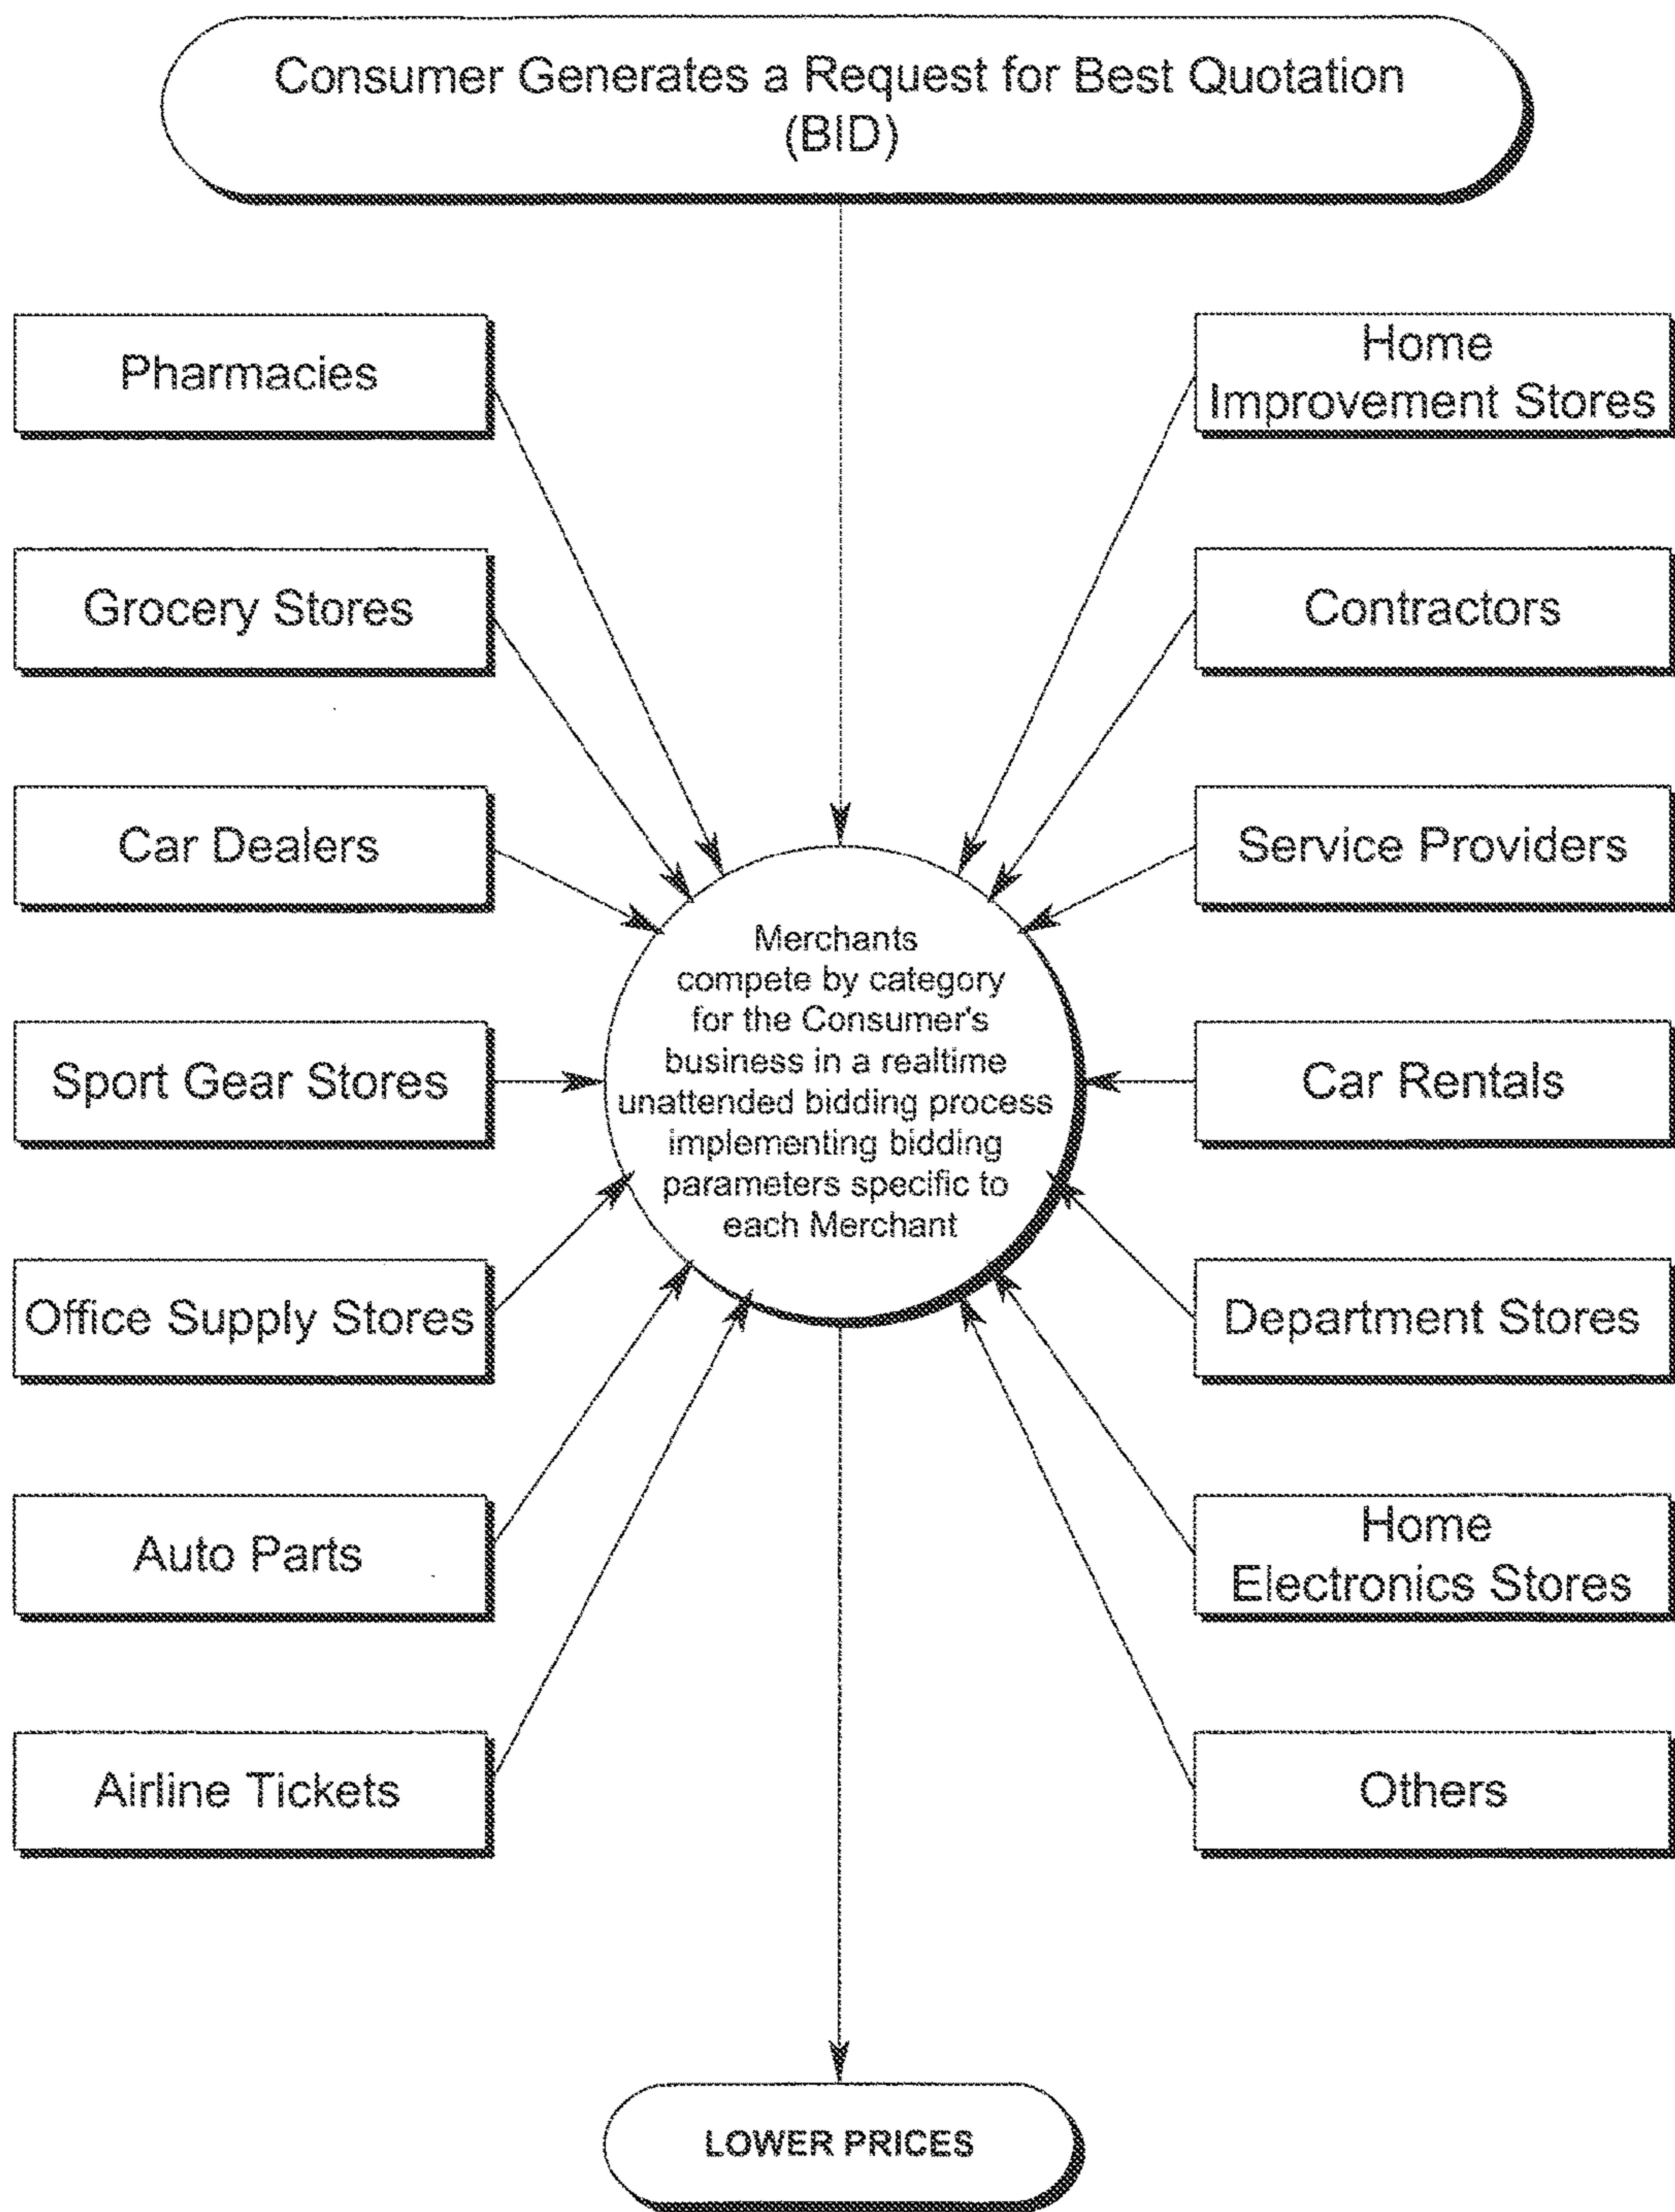 Consumer Generates a Request for Best Quotation
(BID)
Pharmacies
Grocery Stores
Car Dealers
Sport Gear Stores
Office Supply Stores
Auto Parts
Airline Tickets
Merchants
compete by category
for the Consumer's
business in a realtime
unattended bidding process
implementing bidding
parameters specific to
each Merchant
Home
Improvement Stores
Contractors
Service Providers
Car Rentals
Department Stores
Home
Electronics Stores
Others
LOWER PRICES